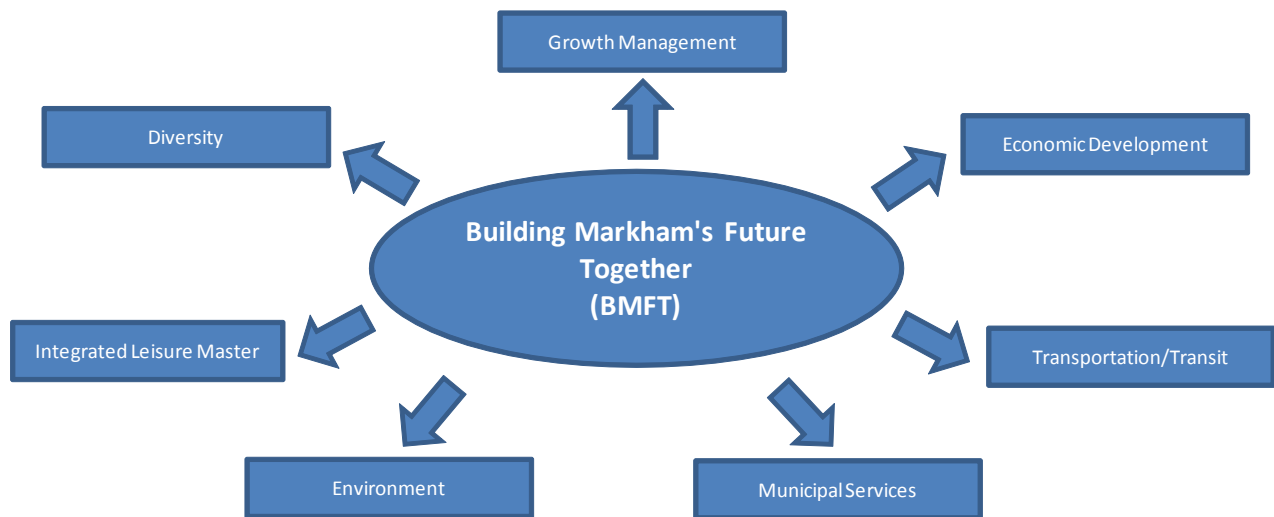 Growth Management
Diversity
Economic Development
Building Markham's Future
Together
(BMFT)
Integrated Leisure Master
Transportation/Transit
Environment
Municipal Services